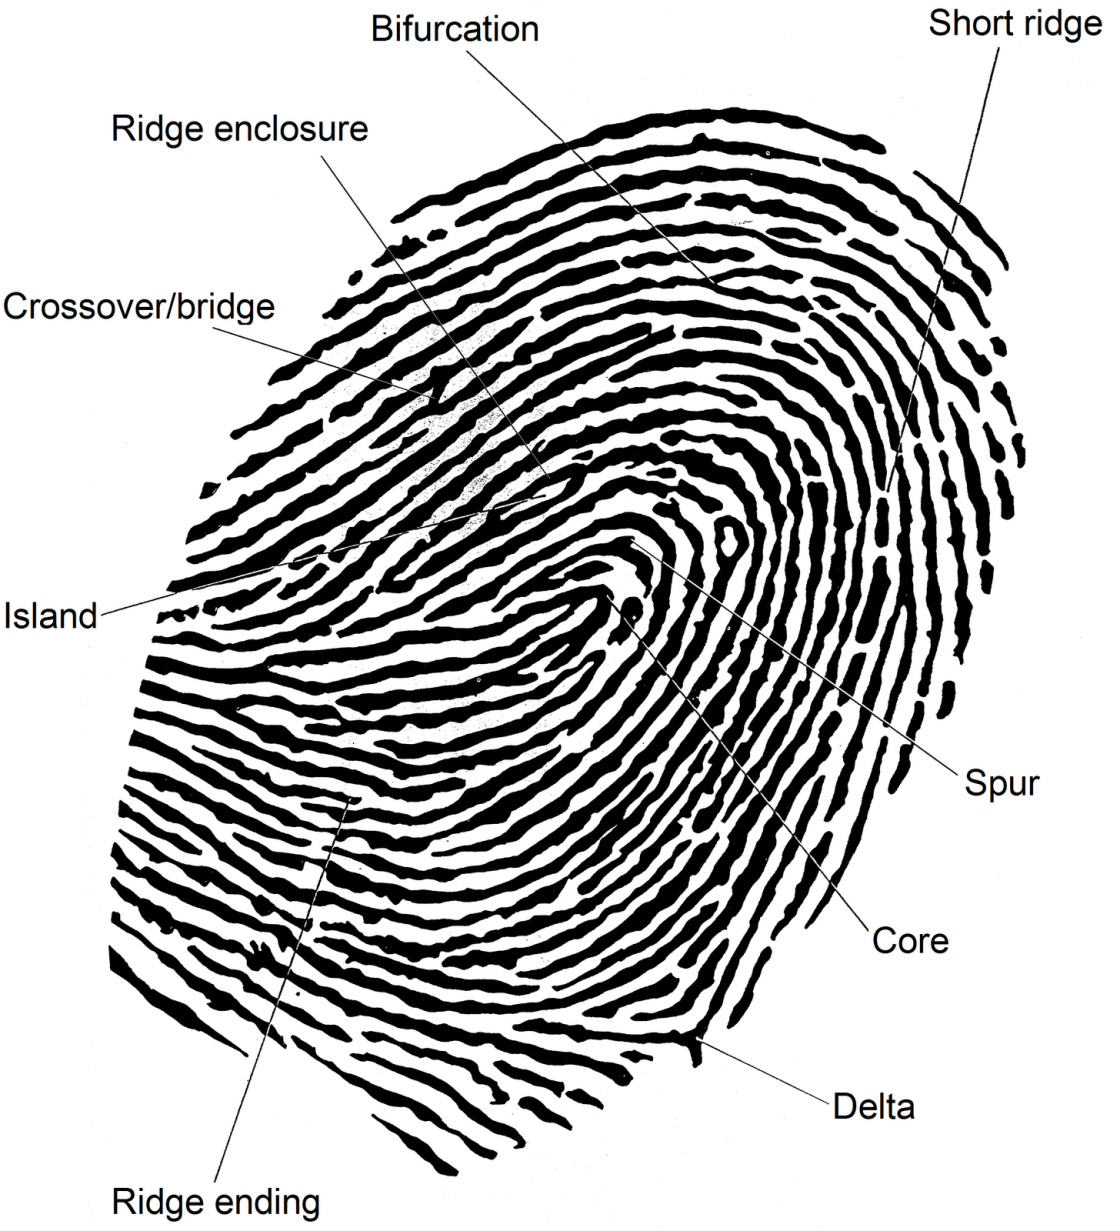 Bifurcation
Short ridge
Ridge enclosure
Crossover/bridge
Island
Spur
Core
Delta
Ridge ending